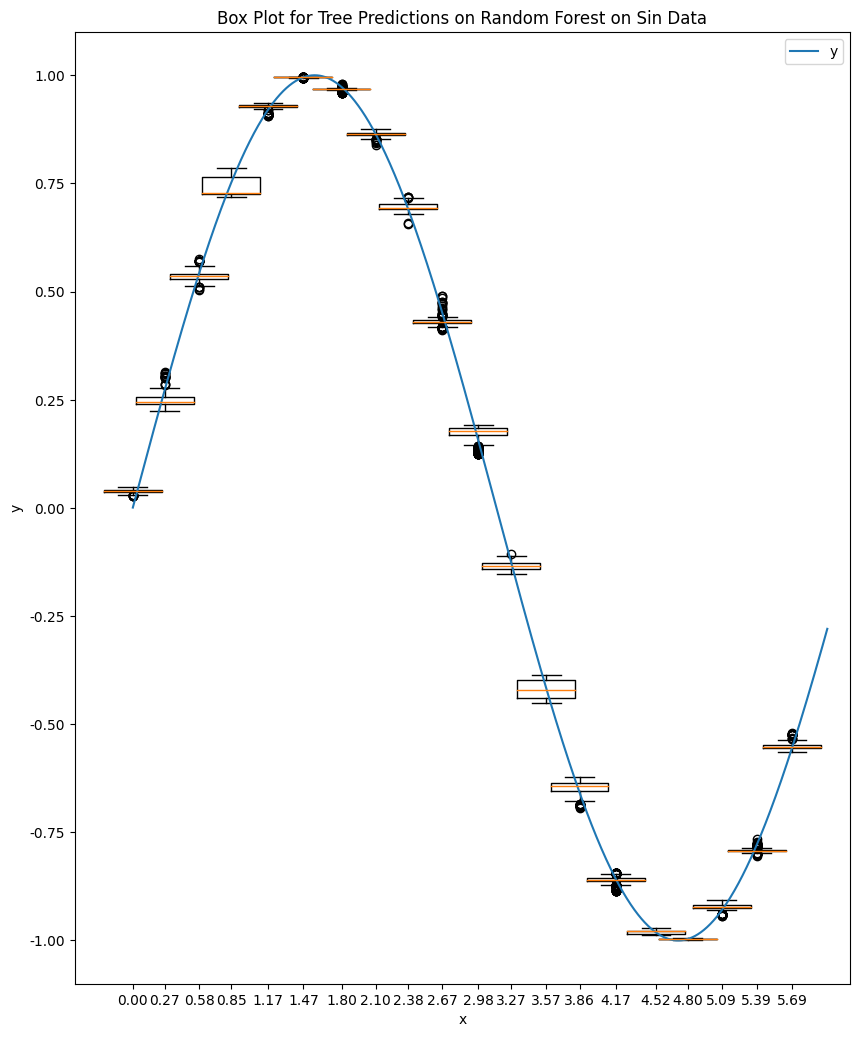 Box Plot for Tree Predictions on Random Forest on Sin Data
y
1.00
0.75
0.50
0.25
0.00
-0.25
-0.50
-0.75
-1.00
y
0.00 0.27 0.58 0.85 1.17 1.47 1.80 2.10 2.38 2.67 2.98 3.27 3.57 3.86 4.17 4.52 4.80 5.09 5.39 5.69
x